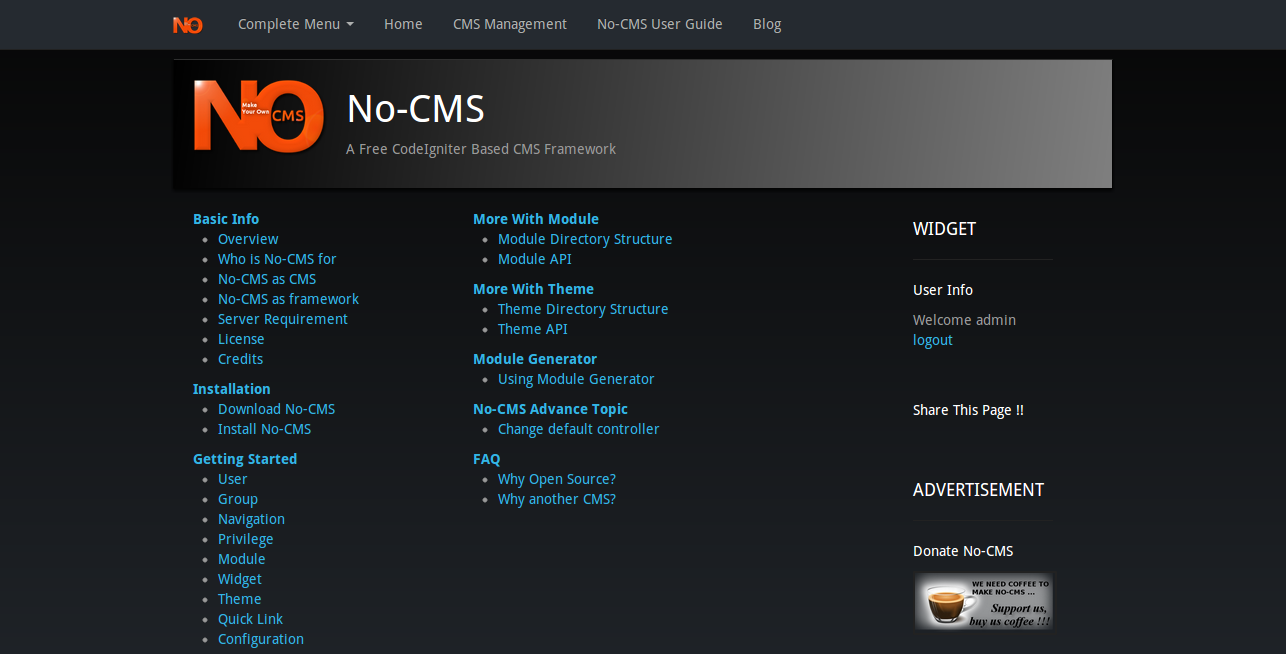 NO
Complete Menu
Home
CMS Management
No-CMS User Guide
Blog
NO
Make
Your Own
CMS
No-CMS
A Free CodeIgniter Based CMS Framework
Basic Info
Overview
Who is No-CMS for
No-CMS as CMS
No-CMS as framework
Server Requirement
License
Credits
Installation
Download No-CMS
Install No-CMS
Getting Started
User
Group
Navigation
Privilege
Module
Widget
Theme
Quick Link
Configuration
More With Module
Module Directory Structure
Module API
More With Theme
Theme Directory Structure
Theme API
Module Generator
Using Module Generator
No-CMS Advance Topic
Change default controller
FAQ
Why Open Source?
Why another CMS?
WIDGET
User Info
Welcome admin
logout
Share This Page !!
ADVERTISEMENT
Donate No-CMS
WE NEED COFFEE TO
MAKE NO-CMS ...
Support us,
buy us coffee !!!